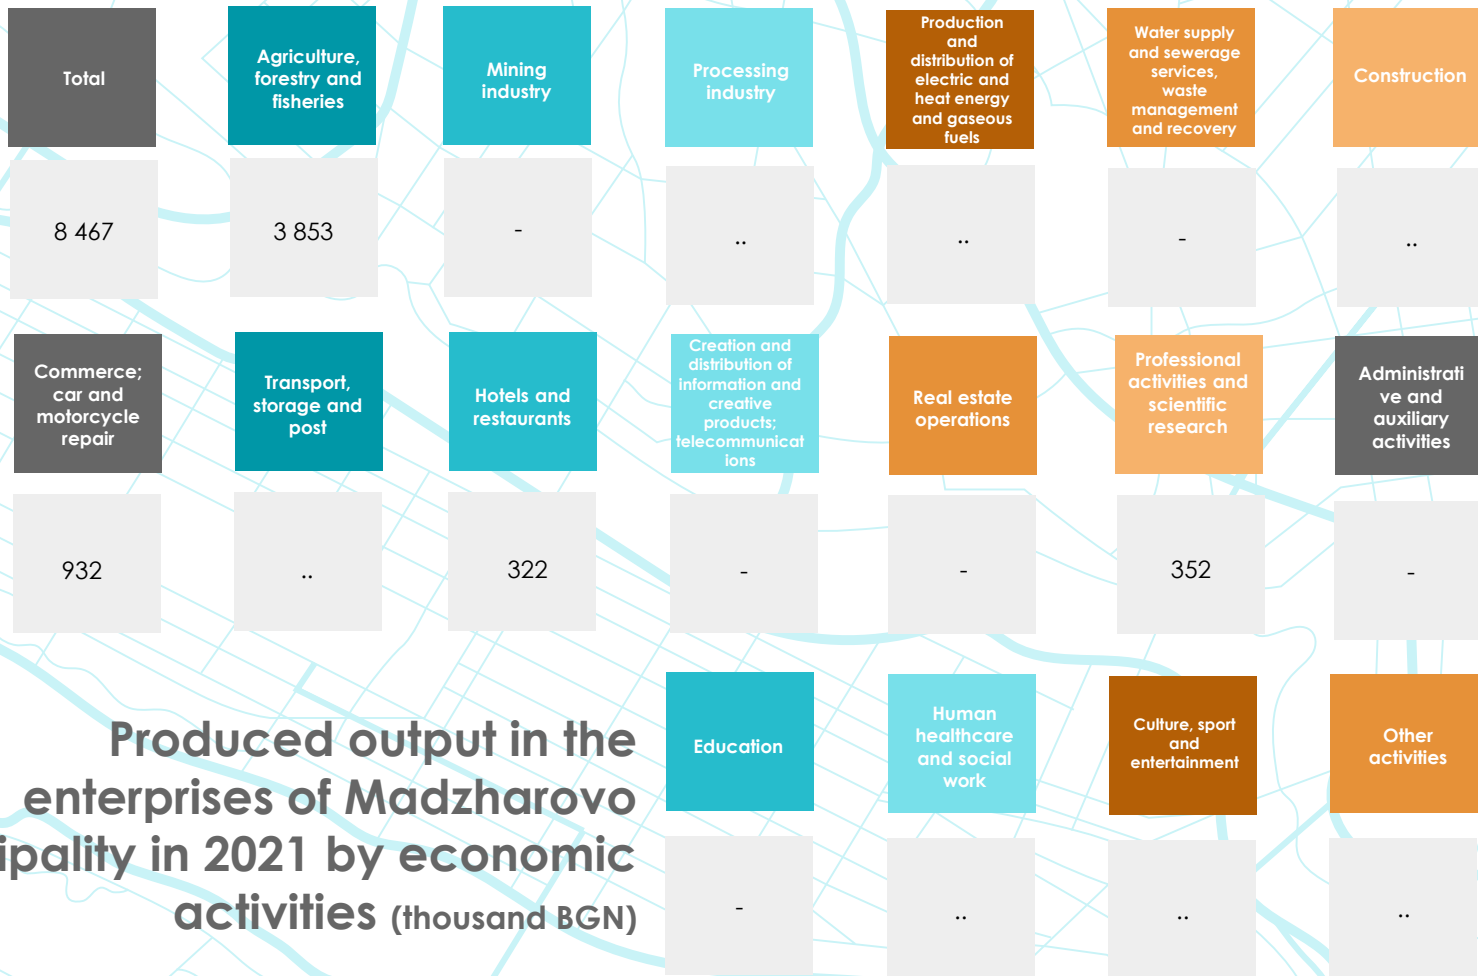 Total
Agriculture,
forestry and
fisheries
Mining
industry
Processing
industry
Production
and
distribution of
electric and
heat energy
and gaseous
fuels
Water supply
and sewerage
services,
waste
management
and recovery
Construction
8 467
3 853
-
..
..
-
..
Commerce;
car and
motorcycle
repair
Transport,
storage and
post
Hotels and
restaurants
Creation and
distribution of
information and
creative
products;
telecommunicat
ions
Real estate
operations
Professional
activities and
scientific
research
Administrati
ve and
auxiliary
activities
932
..
322
-
-
352
-
Produced output in the
enterprises of Madzharovo
ipality in 2021 by economic
activities (thousand BGN)
Education
Human
healthcare
and social
work
Culture, sport
and
entertainment
Other
activities
-
..
..
..